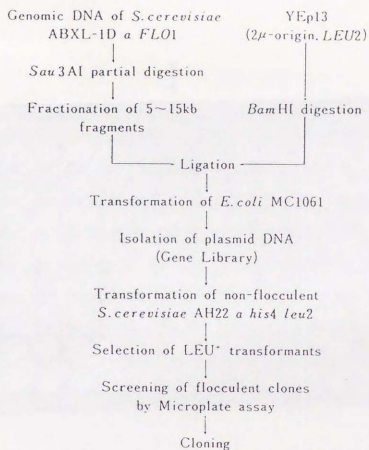 Genomic DNA of S. cerevisiae
ABXL-1D a FLO1
Sau 3AI partial digestion
Fractionation of 5~15kb
fragments
YEp13
(2μ-origin, LEU2)
BamHI digestion
Ligation
Transformation of E. coli MC1061
Isolation of plasmid DNA
(Gene Library)
Transformation of non-flocculent
S. cerevisiae AH22 a his4 leu2
Selection of LEU⁺ transformants
Screening of flocculent clones
by Microplate assay
Cloning